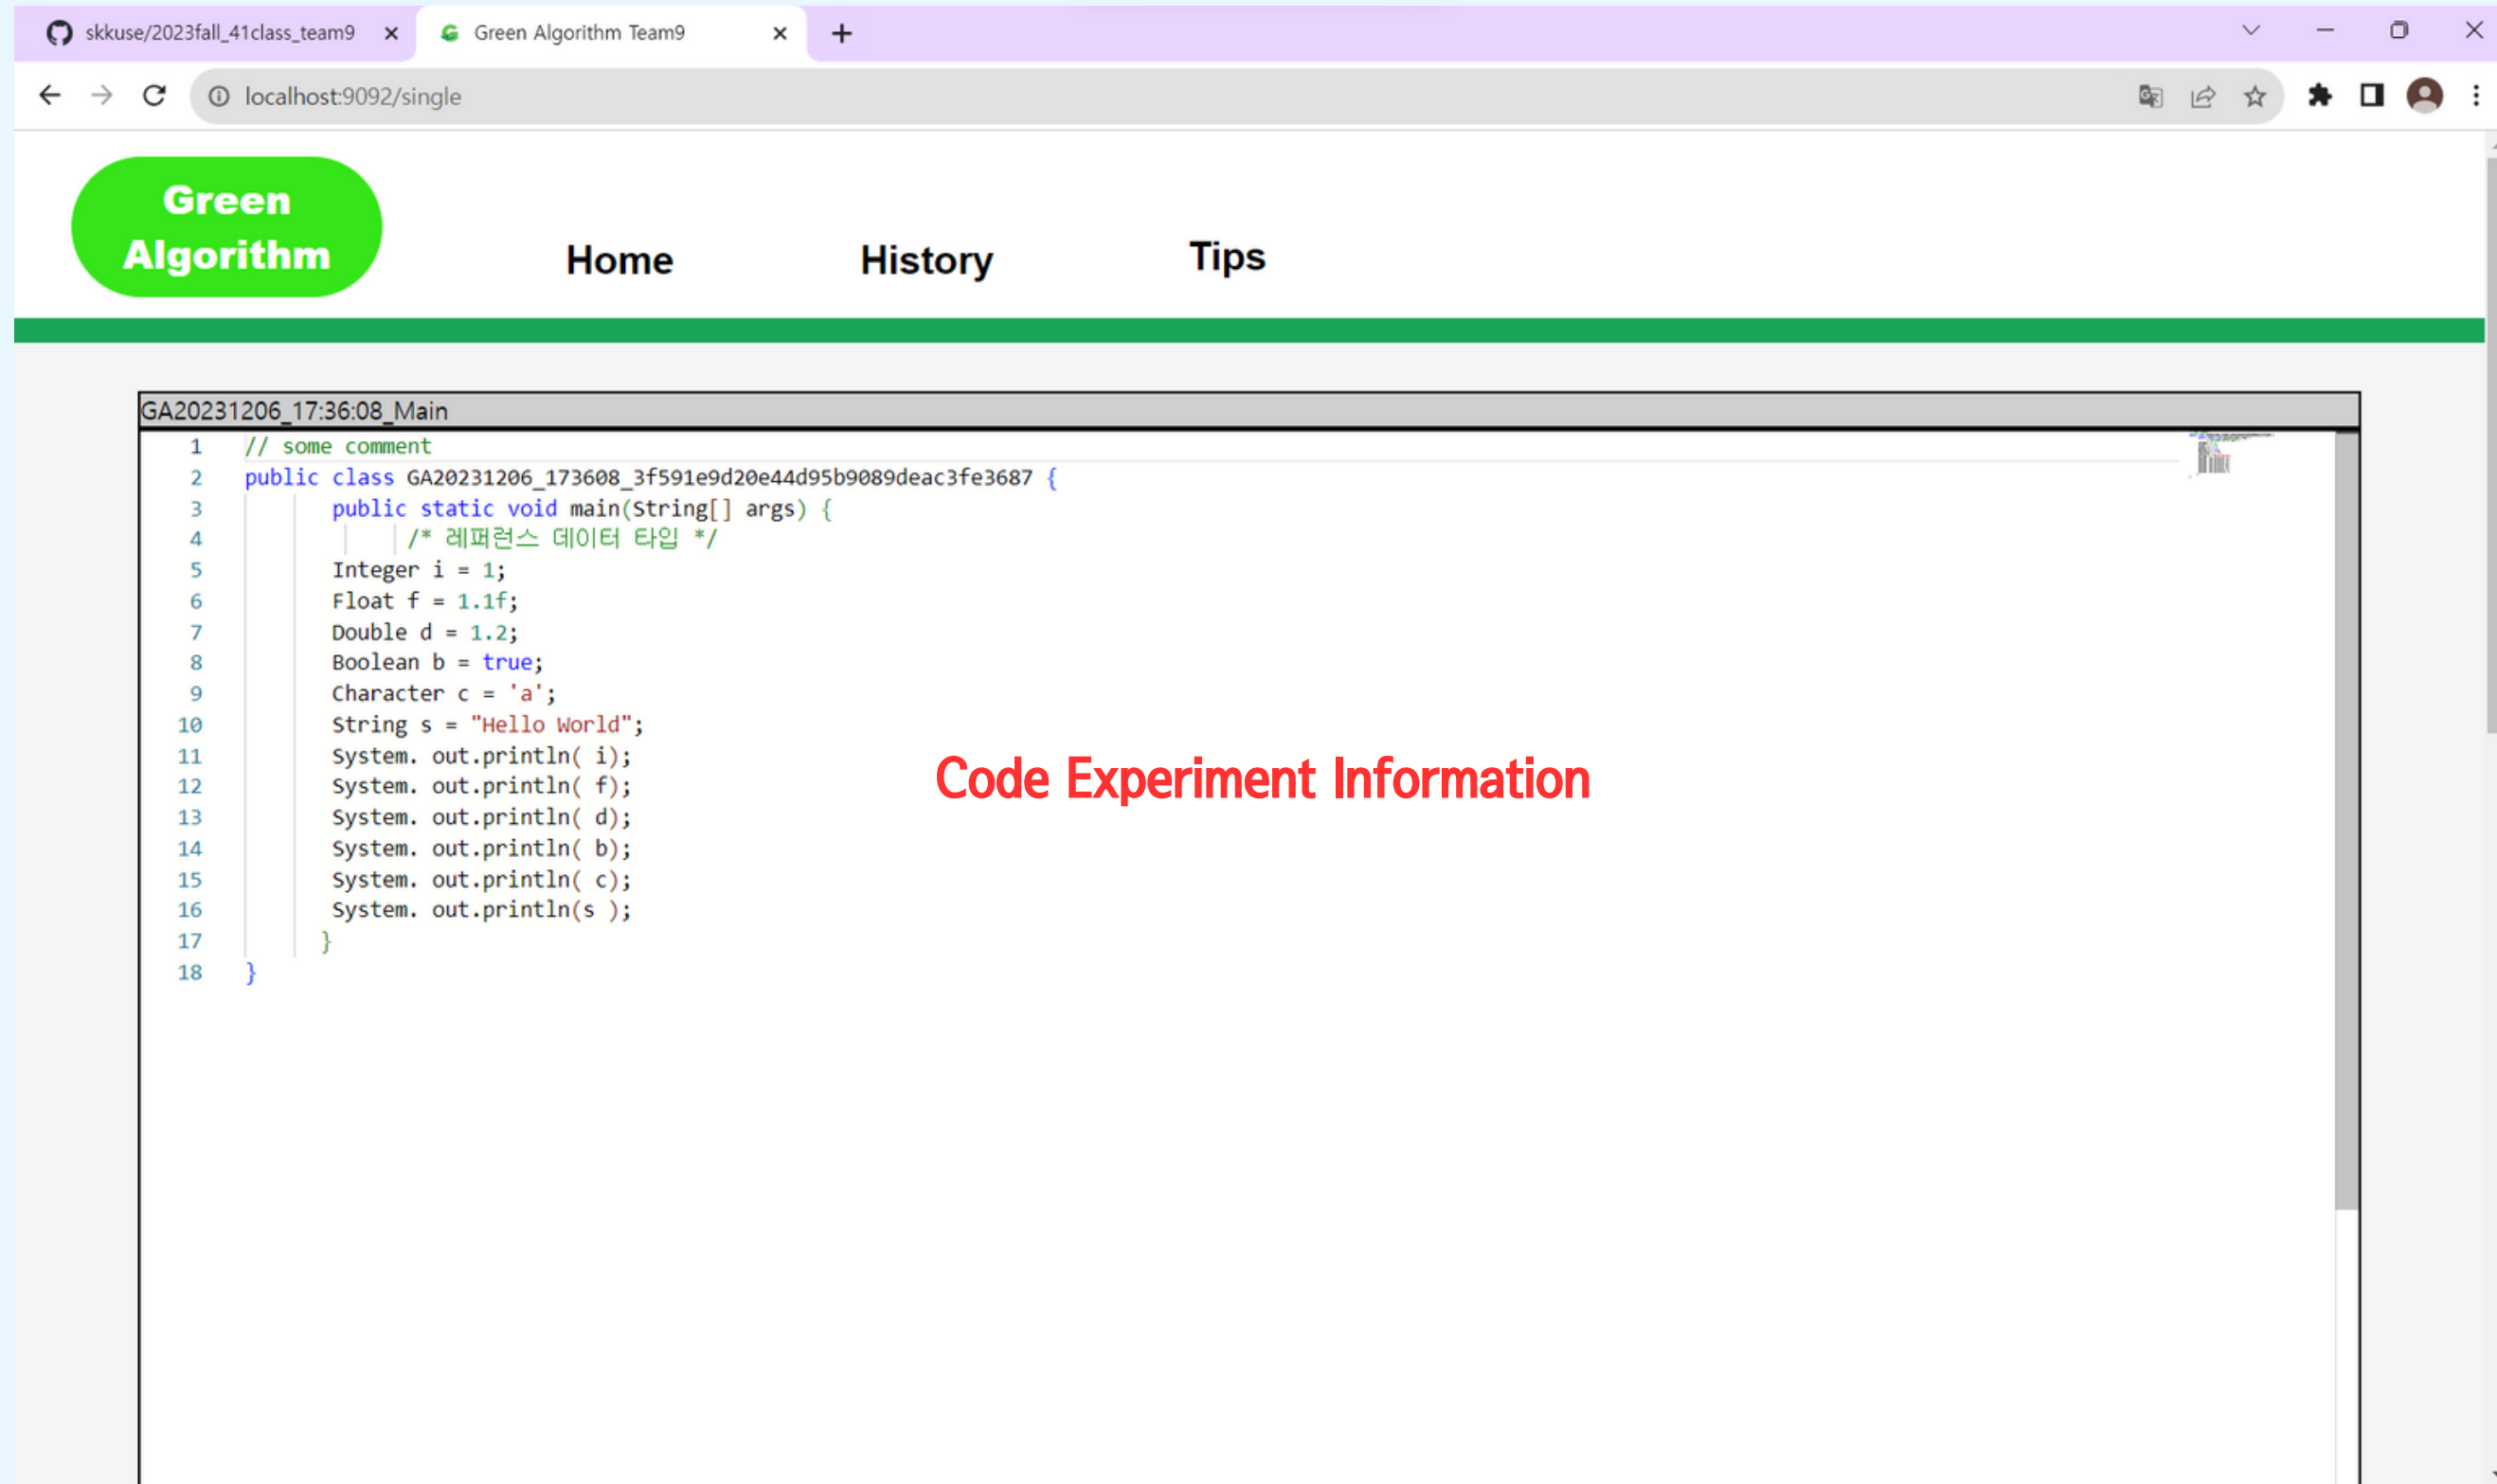 skkuse/2023fall_41class_team9
Green Algorithm Team9
localhost:9092/single
Green
Algorithm
Home
History
Tips
GA20231206_17:36:08_Main
1 // some comment
2 public class GA20231206_173608_3f591e9d20e44d95b9089deac3fe3687 {
3 public static void main(String[] args) {
4 /* 레퍼런스 데이터 타입 */
5 Integer i = 1;
6 Float f = 1.1f;
7 Double d = 1.2;
8 Boolean b = true;
9 Character c = 'a';
10 String s = "Hello World";
11 System. out.println( i);
12 System. out.println( f);
13 System. out.println( d);
14 System. out.println( b);
15 System. out.println( c);
16 System. out.println(s );
17 }
18 }
Code Experiment Information